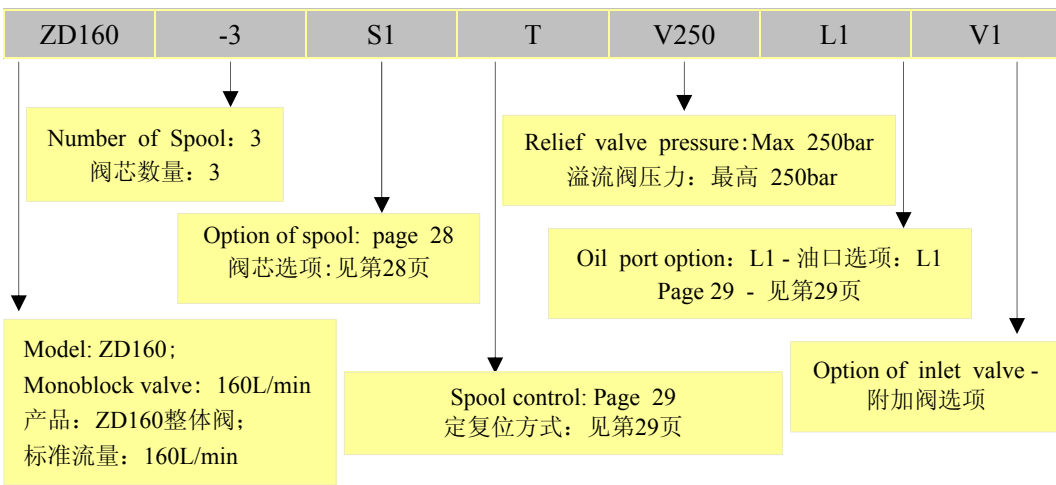 ZD160 -3 S1 T V250 L1 V1
Number of Spool：3
阀芯数量：3
Relief valve pressure:Max 250bar
溢流阀压力：最高 250bar
Option of spool: page 28
阀芯选项:见第28页
Oil port option：L1 - 油口选项：L1
Page 29 - 见第29页
Model: ZD160；
Monoblock valve：160L/min
产品：ZD160整体阀；
标准流量：160L/min
Spool control: Page 29
定复位方式：见第29页
Option of inlet valve -
附加阀选项